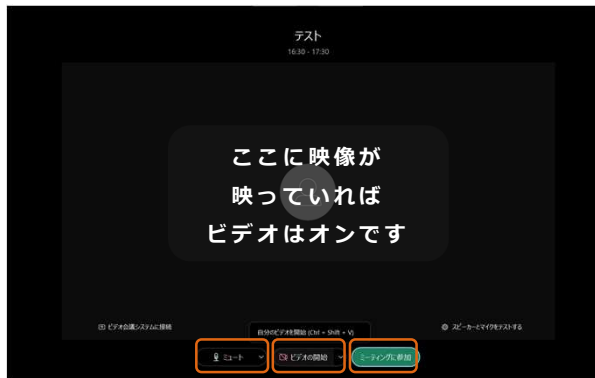 テスト
16:30 - 17:30
ここに映像が
映っていれば
ビデオはオンです
ビデオ会議システムに接続
自分のビデオを開始 (Ctrl + Shift + V)
スピーカーとマイクをテストする
ミュート
ビデオの開始
ミーティングに参加